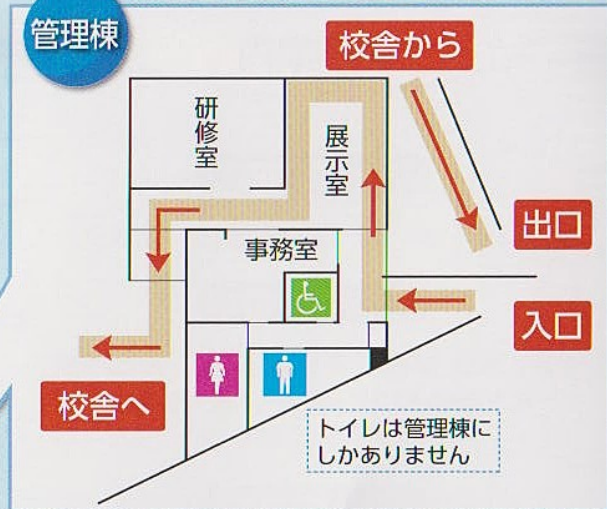 管理棟
校舎から
研修室
展示室
出口
事務室
入口
校舎へ
トイレは管理棟に
しかありません